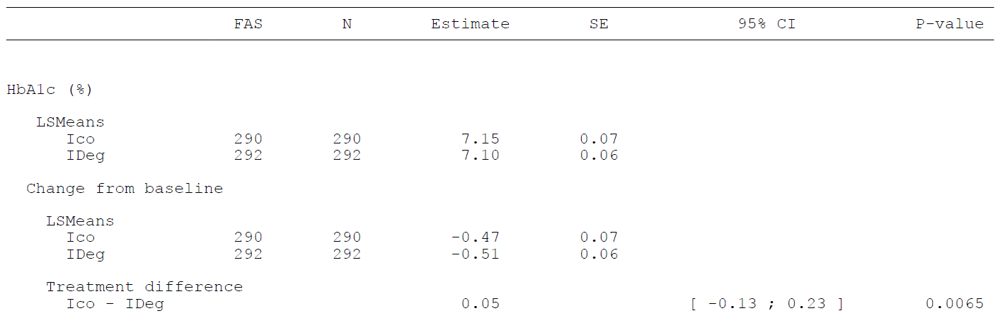 FAS N Estimate SE 95% CI P-value
HbA1c (%)
LSMeans
Ico 290 290 7.15 0.07
IDeg 292 292 7.10 0.06
Change from baseline
LSMeans
Ico 290 290 -0.47 0.07
IDeg 292 292 -0.51 0.06
Treatment difference
Ico - IDeg 0.05 [ -0.13 ; 0.23 ] 0.0065